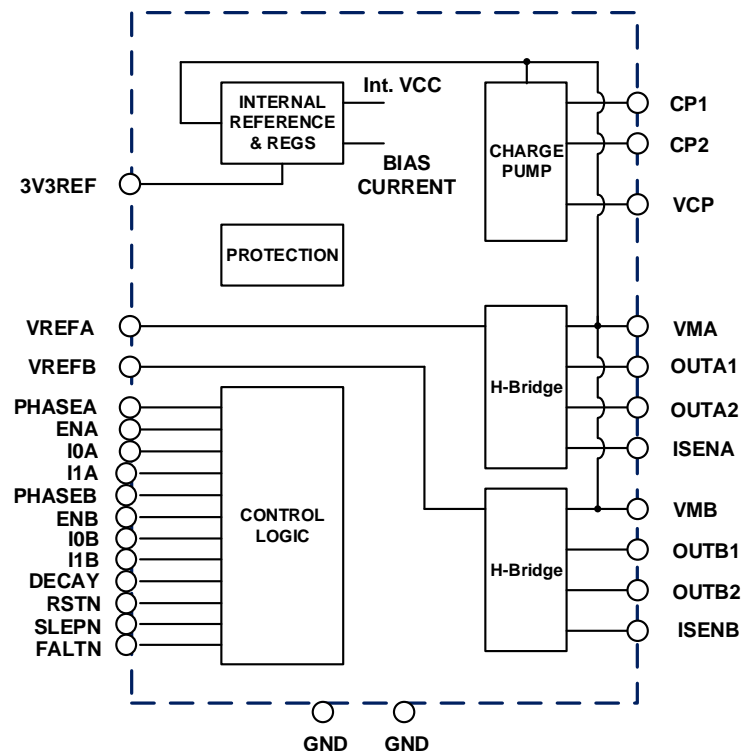 Int. VCC
INTERNAL
REFERENCE
& REGS
BIAS
CURRENT
CHARGE
PUMP
CP1
CP2
VCP
3V3REF
PROTECTION
VREFA
VREFB
PHASEA
ENA
I0A
I1A
PHASEB
ENB
I0B
I1B
DECAY
RSTN
SLEPN
FALTN
CONTROL
LOGIC
H-Bridge
VMA
OUTA1
OUTA2
ISENA
H-Bridge
VMB
OUTB1
OUTB2
ISENB
GND
GND